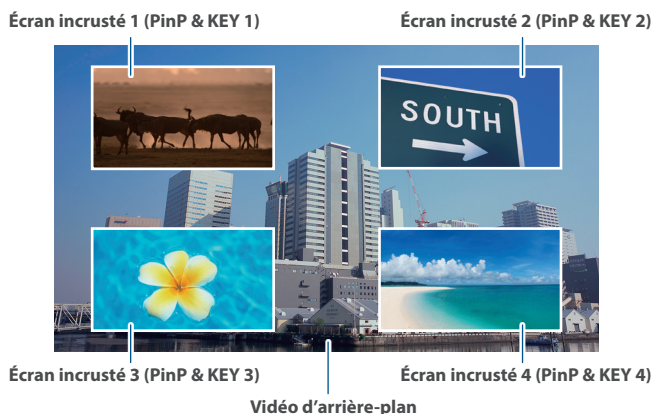 Écran incrusté 1 (PinP & KEY 1)
Écran incrusté 2 (PinP & KEY 2)
SOUTH
Écran incrusté 3 (PinP & KEY 3)
Écran incrusté 4 (PinP & KEY 4)
Vidéo d’arrière-plan